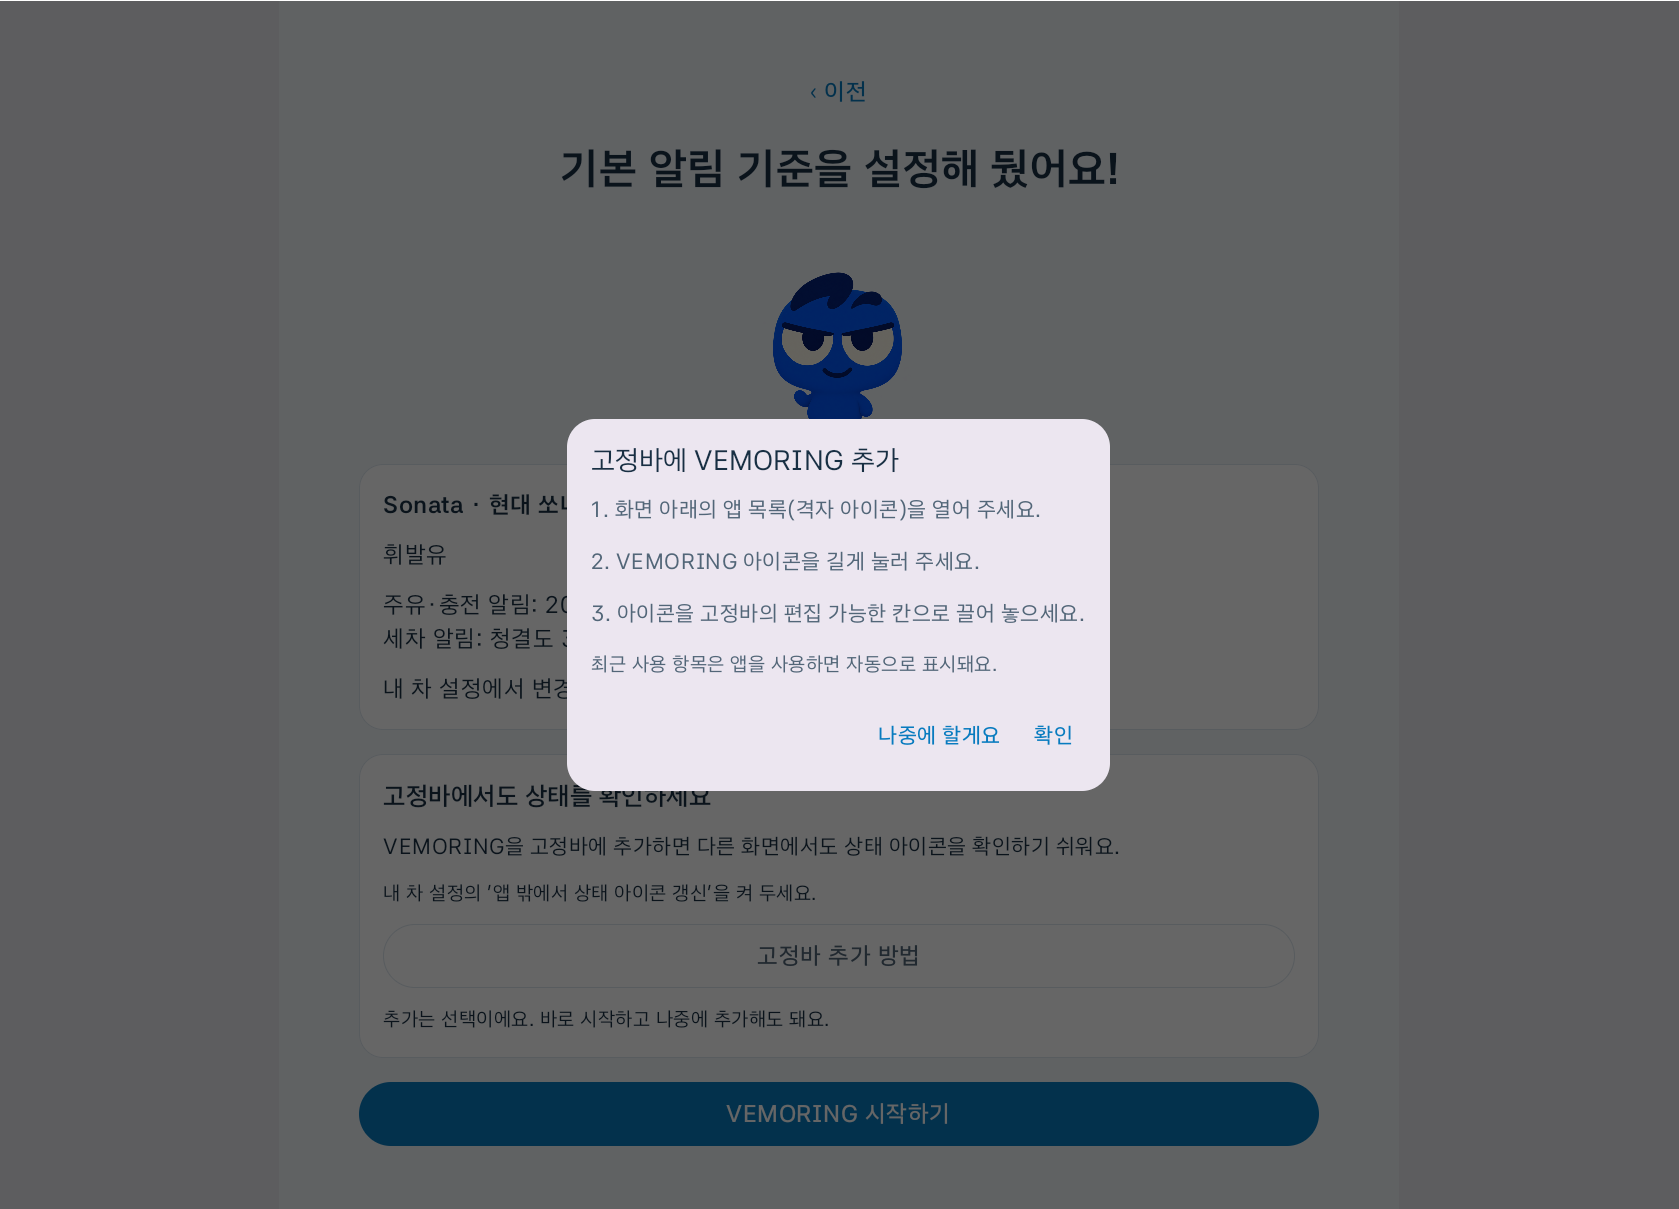 ‹ 이전
기본 알림 기준을 설정해 뒀어요!
Sonata · 현대
휘발유
주유·충전 알림:
세차 알림: 청결도
내 차 설정에서
고정바에 VEMORING 추가
1. 화면 아래의 앱 목록(격자 아이콘)을 열어 주세요.
2. VEMORING 아이콘을 길게 눌러 주세요.
3. 아이콘을 고정바의 편집 가능한 칸으로 끌어 놓으세요.
최근 사용 항목은 앱을 사용하면 자동으로 표시돼요.
나중에 할게요 확인
고정바에서도 상태를 확인하세요
VEMORING을 고정바에 추가하면 다른 화면에서도 상태 아이콘을 확인하기 쉬워요.
내 차 설정의 '앱 밖에서 상태 아이콘 갱신'을 켜 두세요.
고정바 추가 방법
추가는 선택이에요. 바로 시작하고 나중에 추가해도 돼요.
VEMORING 시작하기